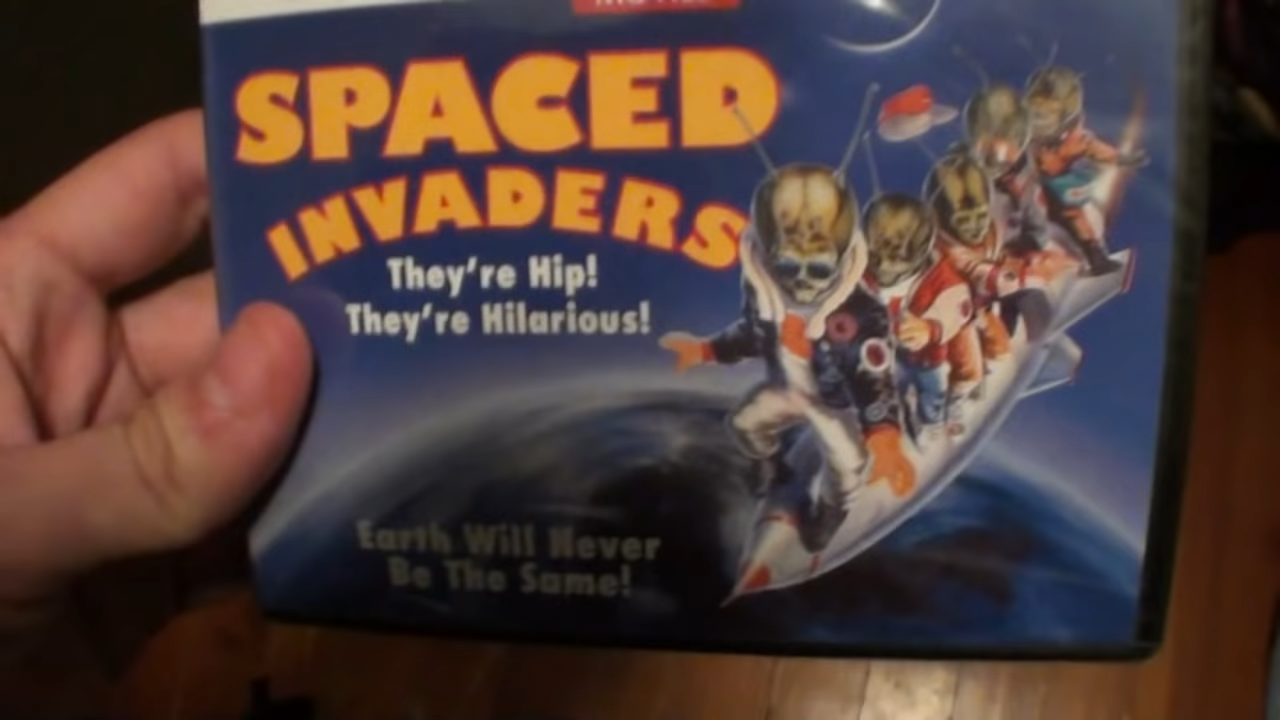 SPACED
INVADERS
They're Hip!
They're Hilarious!
Earth Will Never
Be The Same!